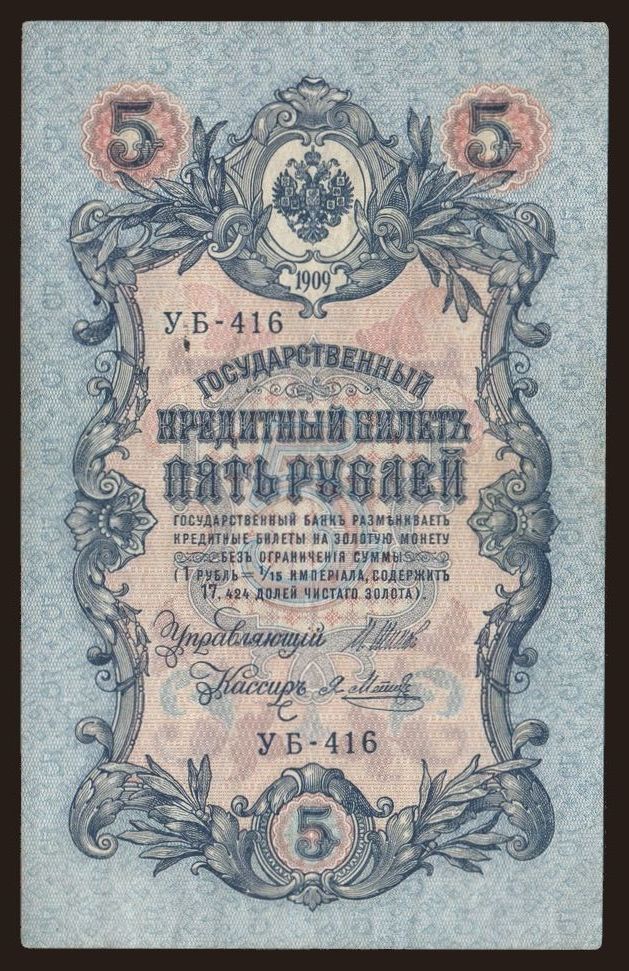 5 5
1909
УБ-416
ГОСУДАРСТВЕННЫЙ
КРЕДИТНЫЙ БИЛЕТЪ
ПЯТЬ РУБЛЕЙ
ГОСУДАРСТВЕННЫЙ БАНКЪ РАЗМѢНИВАЕТЪ
КРЕДИТНЫЕ БИЛЕТЫ НА ЗОЛОТУЮ МОНЕТУ
БЕЗЪ ОГРАНИЧЕНІЯ СУММЫ
(1 РУБЛЬ = 1/15 ИМПЕРІАЛА, СОДЕРЖИТЪ
17,424 ДОЛЕЙ ЧИСТАГО ЗОЛОТА).
Управляющій
Кассиръ
УБ-416
5